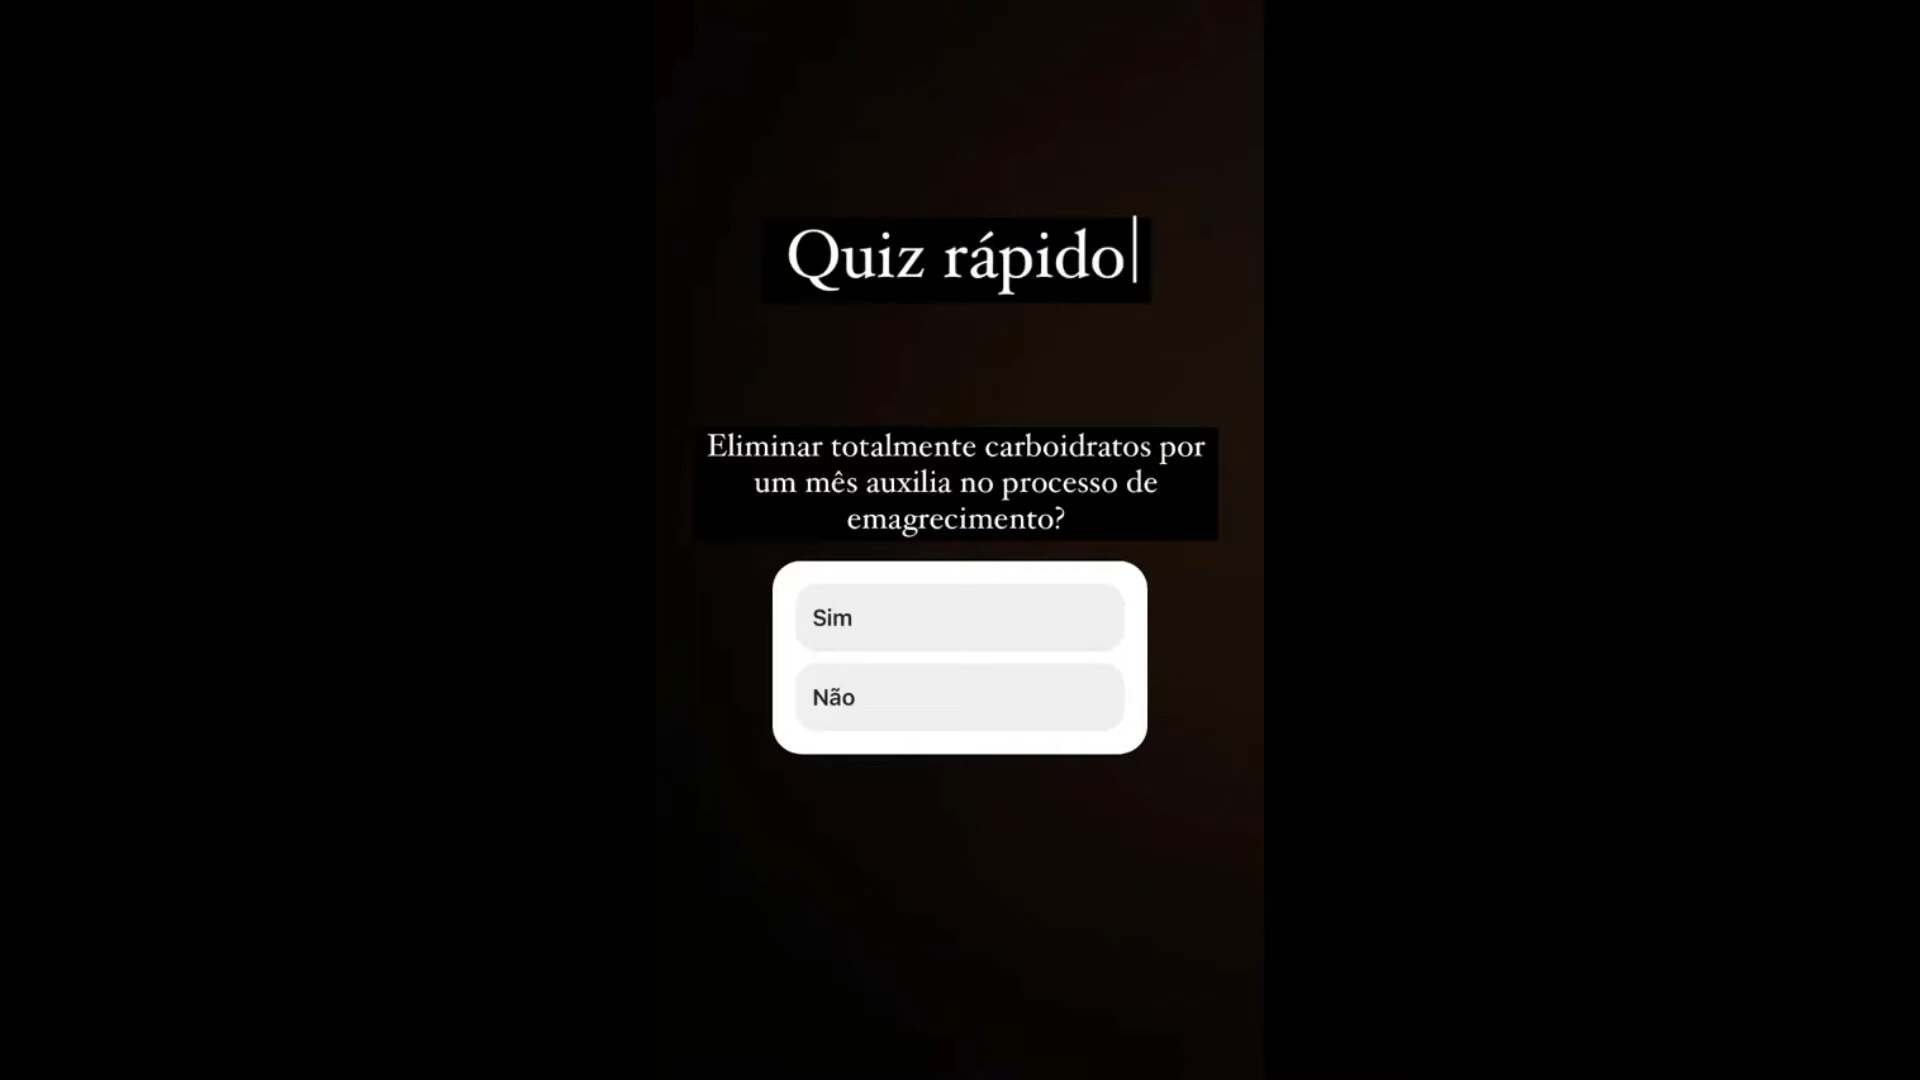 Quiz rápido
Eliminar totalmente carboidratos por
um mês auxilia no processo de
emagrecimento?
Sim
Não